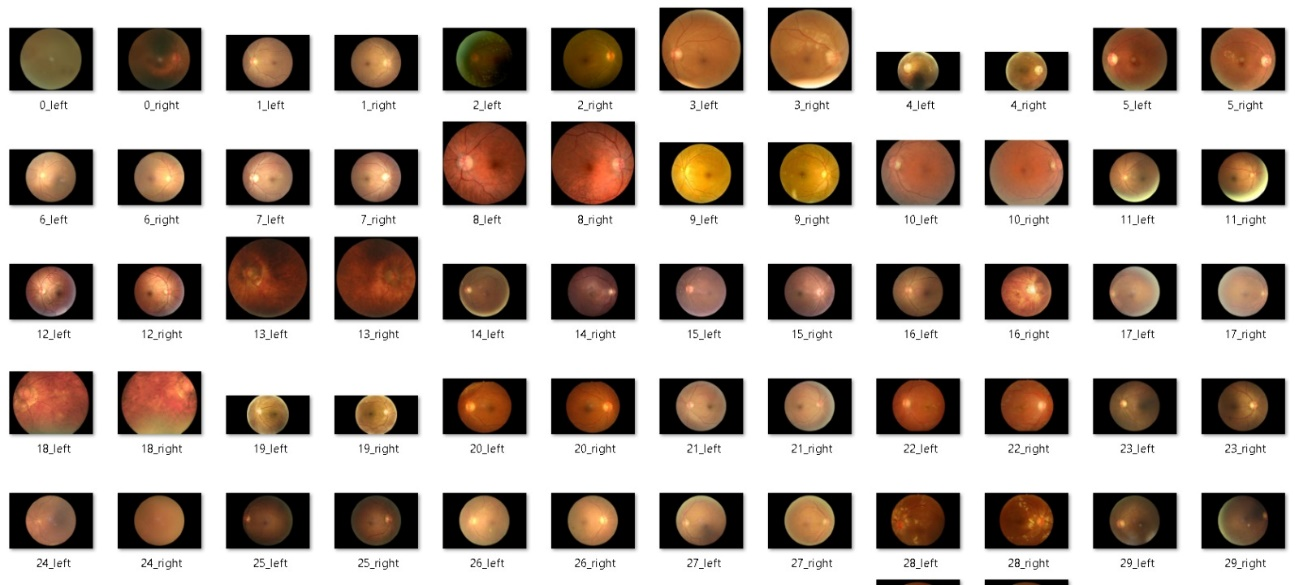 0_left 0_right 1_left 1_right 2_left 2_right 3_left 3_right 4_left 4_right 5_left 5_right
6_left 6_right 7_left 7_right 8_left 8_right 9_left 9_right 10_left 10_right 11_left 11_right
12_left 12_right 13_left 13_right 14_left 14_right 15_left 15_right 16_left 16_right 17_left 17_right
18_left 18_right 19_left 19_right 20_left 20_right 21_left 21_right 22_left 22_right 23_left 23_right
24_left 24_right 25_left 25_right 26_left 26_right 27_left 27_right 28_left 28_right 29_left 29_right